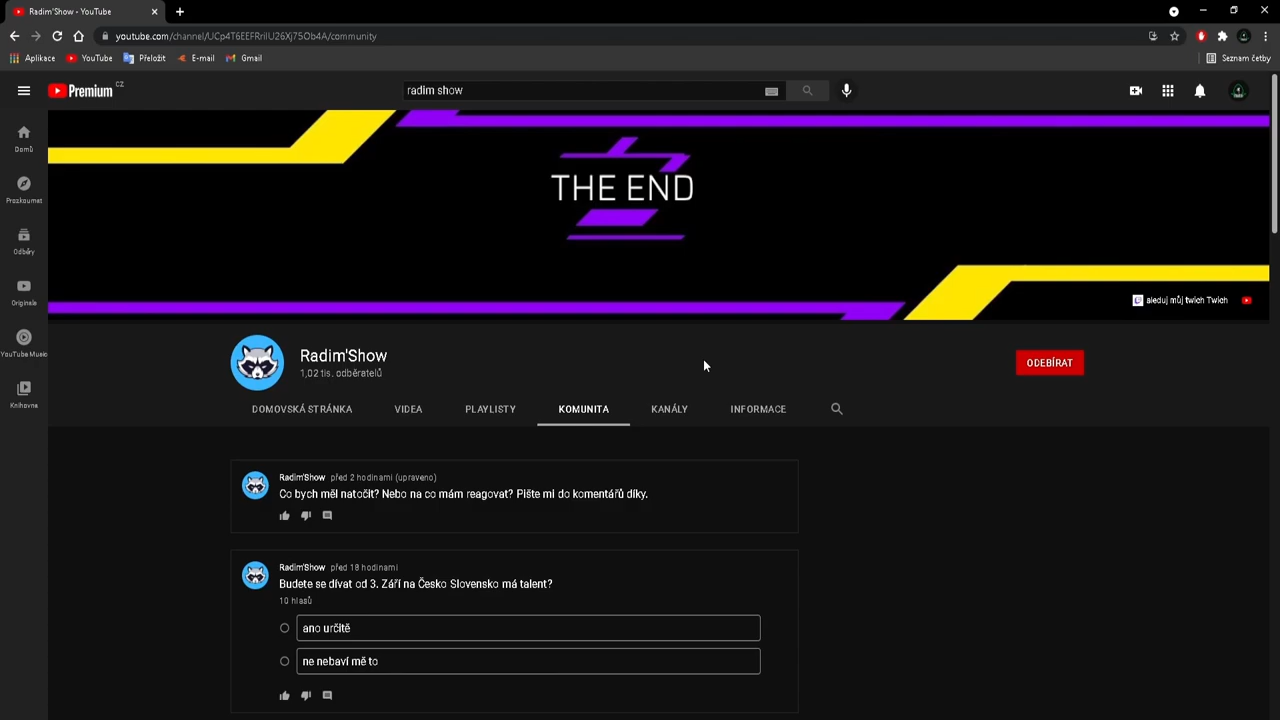 Radim'Show - YouTube
youtube.com/channel/UCp4T6EEFRriIU26Xj75Ob4A/community
Aplikace
YouTube
Přeložit
E-mail
Gmail
Seznam četby
Premium CZ
radim show
Domů
Prozkoumat
Odběry
Originals
YouTube Music
Knihovna
THE END
sleduj můj twich Twich
Radim'Show
1,02 tis. odběratelů
ODEBÍRAT
DOMOVSKÁ STRÁNKA
VIDEA
PLAYLISTY
KOMUNITA
KANÁLY
INFORMACE
Radim'Show před 2 hodinami (upraveno)
Co bych měl natočit? Nebo na co mám reagovat? Pište mi do komentářů díky.
Radim'Show před 18 hodinami
Budete se dívat od 3. Září na Česko Slovensko má talent?
10 hlasů
ano určitě
ne nebaví mě to